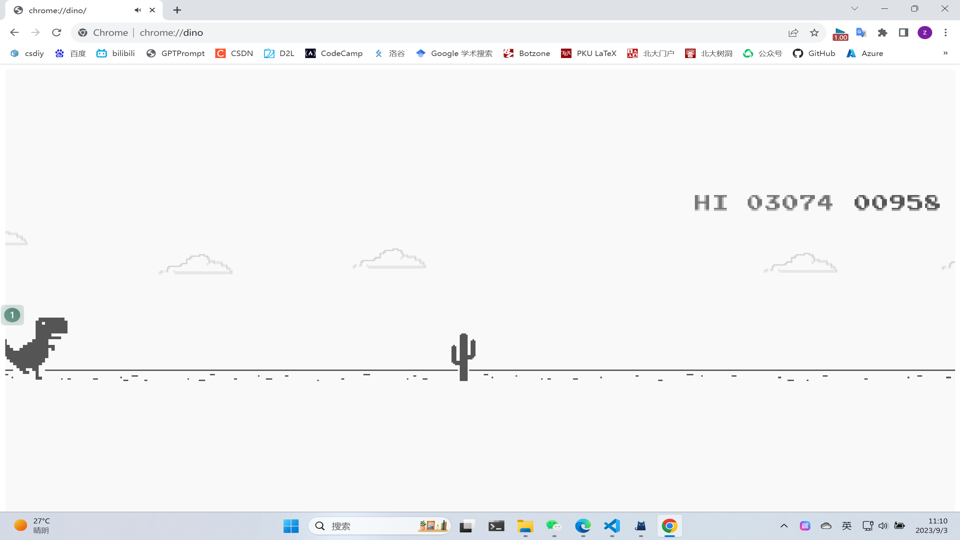 chrome://dino/
Chrome | chrome://dino
1.00
z
csdiy 百度 bilibili GPTPrompt CSDN D2L CodeCamp 洛谷 Google 学术搜索 Botzone PKU LaTeX 北大门户 北大树洞 公众号 GitHub Azure »
HI 03074 00958
1
27°C
晴朗
搜索
英
11:10
2023/9/3